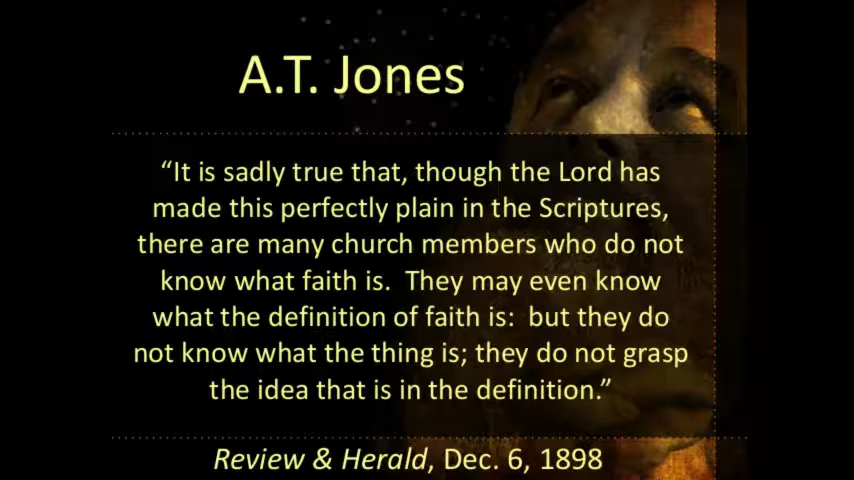 A.T. Jones
“It is sadly true that, though the Lord has
made this perfectly plain in the Scriptures,
there are many church members who do not
know what faith is.  They may even know
what the definition of faith is:  but they do
not know what the thing is; they do not grasp
the idea that is in the definition.”
Review & Herald, Dec. 6, 1898